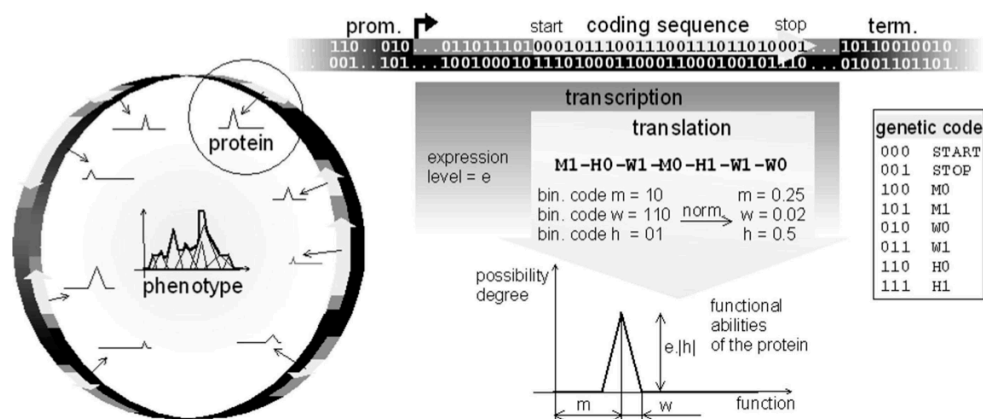 prom. start coding sequence stop term.
. .. 110...010...011011101000101110011100111011010001...10110010010. . .
. .. 001...101...100100010111010001100011000100101110...01001101101. . .
transcription
translation
protein
expression
level = e
M1-H0-W1-M0-H1-W1-W0
bin. code m = 10 m = 0.25
bin. code w = 110 norm. w = 0.02
bin. code h = 01 h = 0.5
genetic code
000 START
001 STOP
100 M0
101 M1
010 W0
011 W1
110 H0
111 H1
phenotype
possibility
degree
functional
abilities
of the protein
e.|h|
m w function